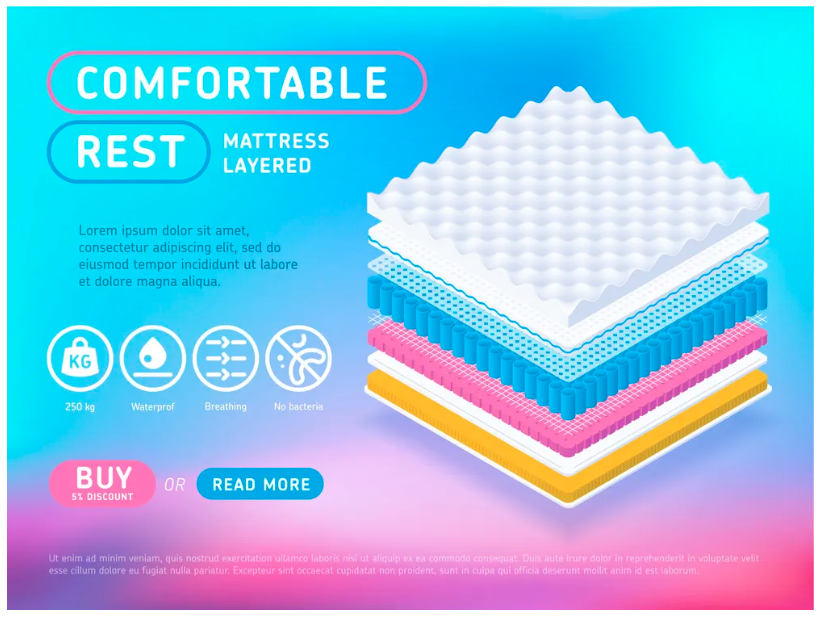 COMFORTABLE
REST
MATTRESS
LAYERED
Lorem ipsum dolor sit amet,
consectetur adipiscing elit, sed do
eiusmod tempor incididunt ut labore
et dolore magna aliqua.
KG
250 kg
Waterprof
Breathing
No bacteria
BUY
5% DISCOUNT
OR
READ MORE
Ut enim ad minim veniam, quis nostrud exercitation ullamco laboris nisi ut aliquip ex ea commodo consequat. Duis aute irure dolor in reprehenderit in voluptate velit
esse cillum dolore eu fugiat nulla pariatur. Excepteur sint occaecat cupidatat non proident, sunt in culpa qui officia deserunt mollit anim id est laborum.